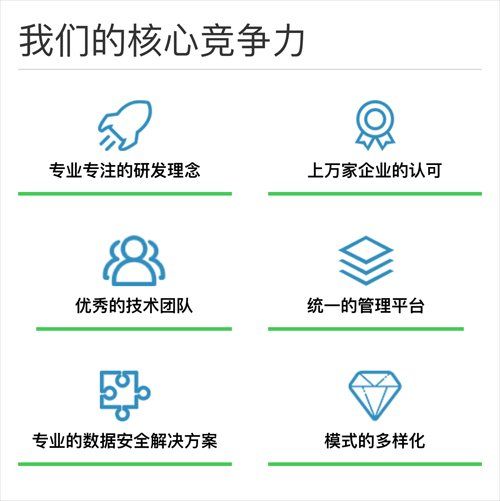 我们的核心竞争力
专业专注的研发理念
上万家企业的认可
优秀的技术团队
统一的管理平台
专业的数据安全解决方案
模式的多样化